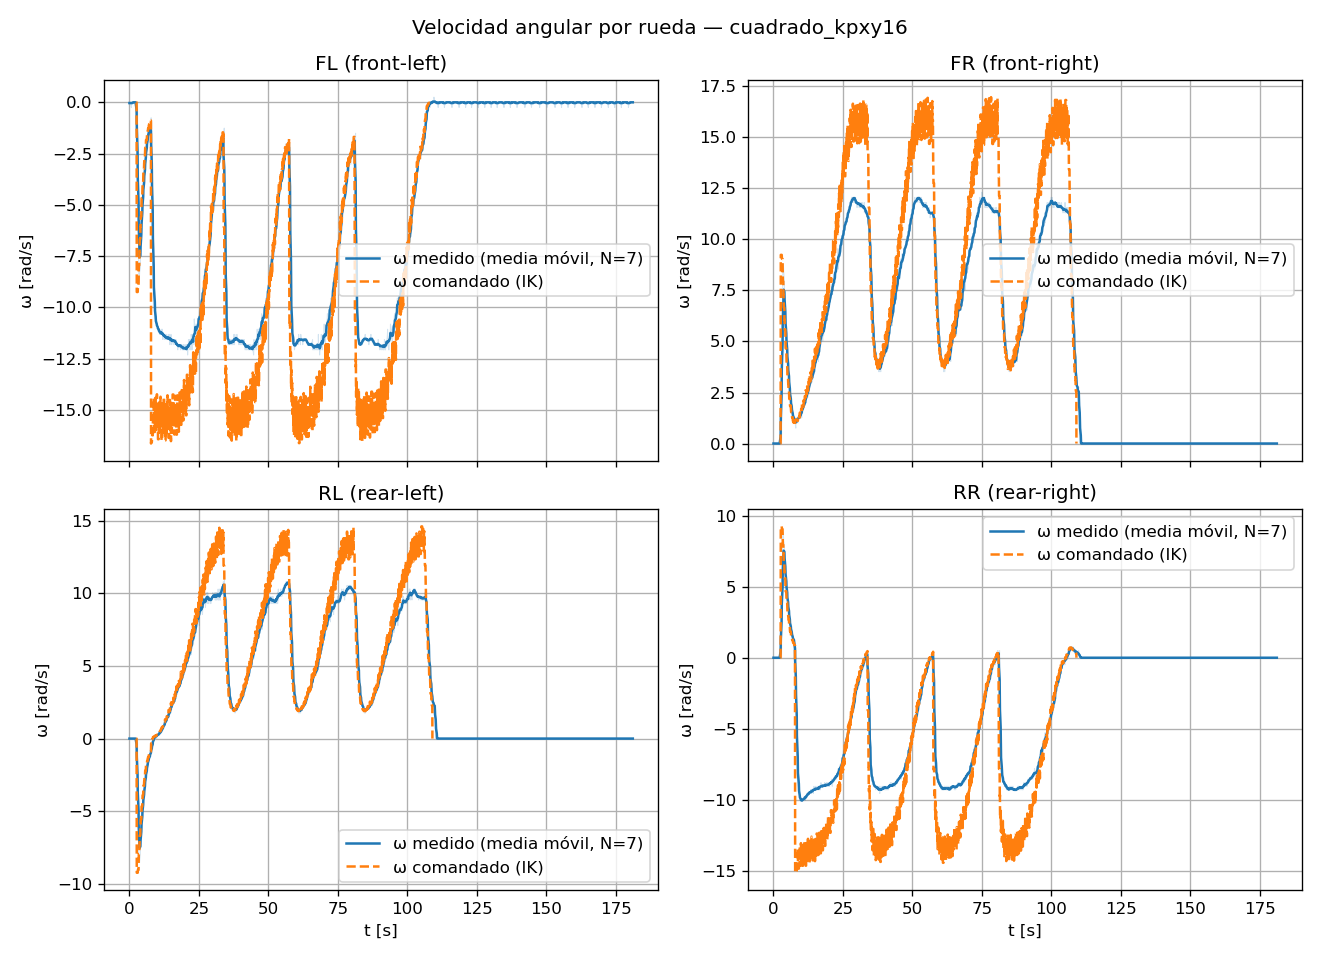 Velocidad angular por rueda — cuadrado_kpxy16
FL (front-left)
FR (front-right)
0.0
−2.5
−5.0
−7.5
−10.0
−12.5
−15.0
ω [rad/s]
ω medido (media móvil, N=7)
ω comandado (IK)
17.5
15.0
12.5
10.0
7.5
5.0
2.5
0.0
ω [rad/s]
ω medido (media móvil, N=7)
ω comandado (IK)
RL (rear-left)
RR (rear-right)
15
10
5
0
−5
−10
ω [rad/s]
ω medido (media móvil, N=7)
ω comandado (IK)
0 25 50 75 100 125 150 175
t [s]
10
5
0
−5
−10
−15
ω [rad/s]
ω medido (media móvil, N=7)
ω comandado (IK)
0 25 50 75 100 125 150 175
t [s]